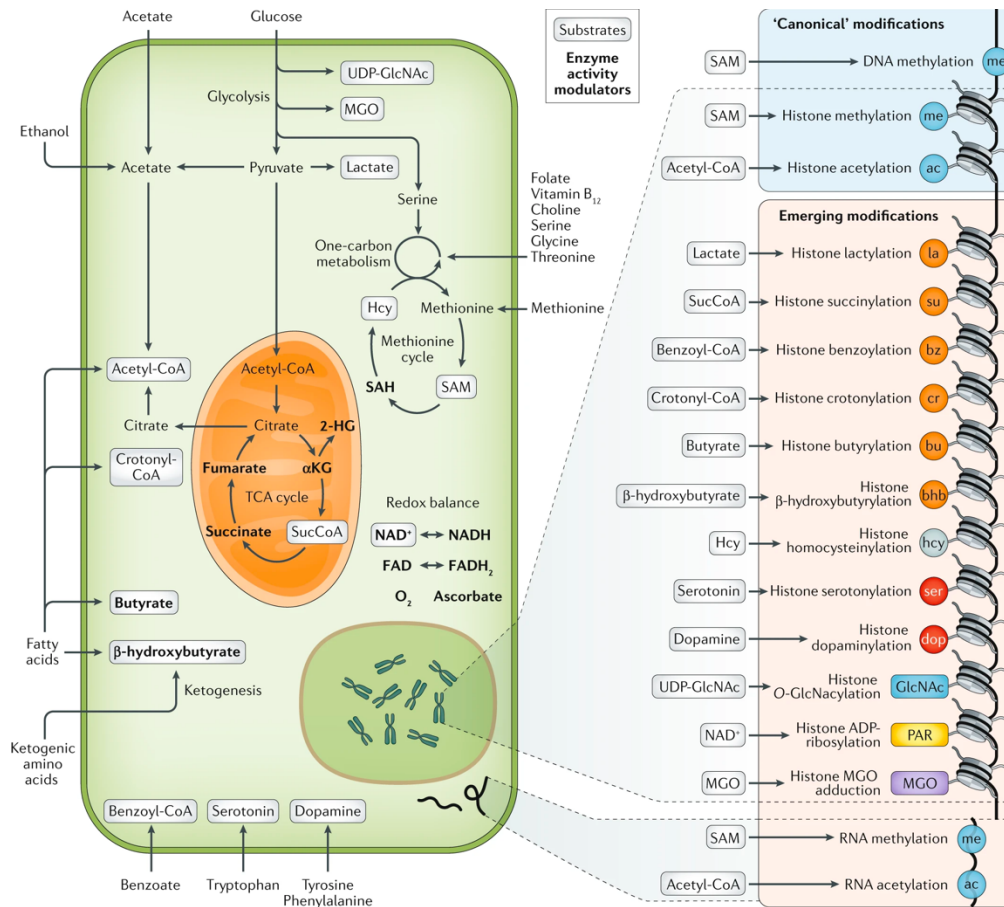 Acetate
Glucose
UDP-GlcNAc
Glycolysis
MGO
Ethanol
Acetate
Pyruvate
Lactate
Serine
Folate
Vitamin B₁₂
Choline
Serine
Glycine
Threonine
One-carbon
metabolism
Hcy
Methionine
Methionine
Methionine
cycle
SAH
SAM
Acetyl-CoA
Acetyl-CoA
Citrate
Citrate
2-HG
Crotonyl-
CoA
Fumarate
αKG
TCA cycle
Succinate
SucCoA
Redox balance
NAD⁺
NADH
FAD
FADH₂
O₂
Ascorbate
Butyrate
Fatty
acids
β-hydroxybutyrate
Ketogenesis
Ketogenic
amino
acids
Benzoyl-CoA
Serotonin
Dopamine
Benzoate
Tryptophan
Tyrosine
Phenylalanine
Substrates
Enzyme
activity
modulators
'Canonical' modifications
SAM
DNA methylation
me
SAM
Histone methylation
me
Acetyl-CoA
Histone acetylation
ac
Emerging modifications
Lactate
Histone lactylation
la
SucCoA
Histone succinylation
su
Benzoyl-CoA
Histone benzoylation
bz
Crotonyl-CoA
Histone crotonylation
cr
Butyrate
Histone butyrylation
bu
β-hydroxybutyrate
Histone
β-hydroxybutyrylation
bhb
Hcy
Histone
homocysteinylation
hcy
Serotonin
Histone serotonylation
ser
Dopamine
Histone
dopaminylation
dop
UDP-GlcNAc
Histone
O-GlcNacylation
GlcNAc
NAD⁺
Histone ADP-
ribosylation
PAR
MGO
Histone MGO
adduction
MGO
SAM
RNA methylation
me
Acetyl-CoA
RNA acetylation
ac